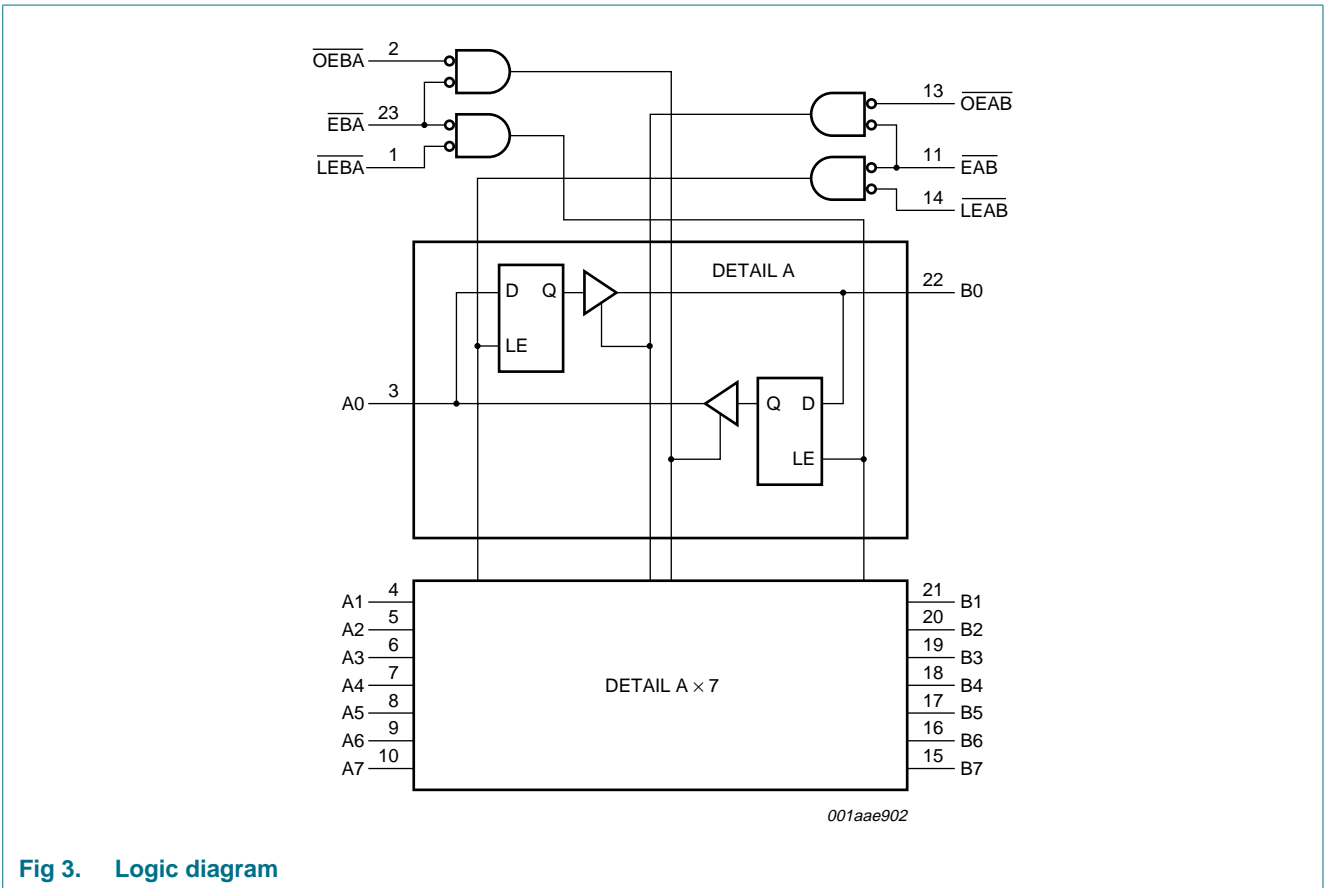 OEBA 2
EBA 23
LEBA 1
13 OEAB
11 EAB
14 LEAB
DETAIL A
D Q
LE
22 B0
A0 3
Q D
LE
A1 4
A2 5
A3 6
A4 7
A5 8
A6 9
A7 10
DETAIL A × 7
21 B1
20 B2
19 B3
18 B4
17 B5
16 B6
15 B7
001aae902
Fig 3. Logic diagram